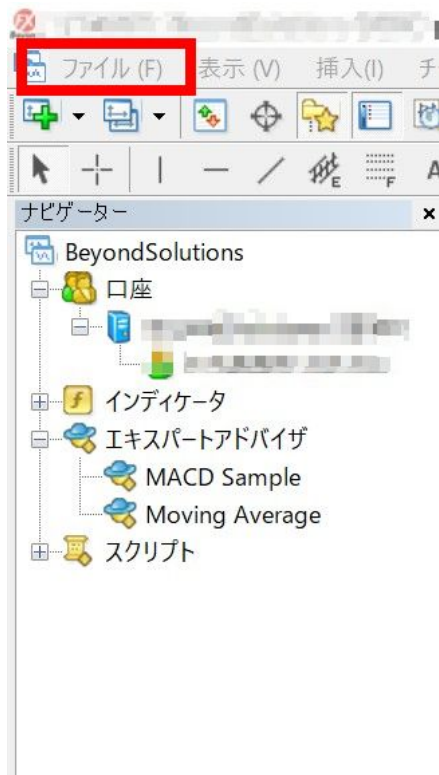 ファイル (F) 表示 (V) 挿入(I) チ
E F A
ナビゲーター
BeyondSolutions
口座
インディケータ
エキスパートアドバイザ
MACD Sample
Moving Average
スクリプト